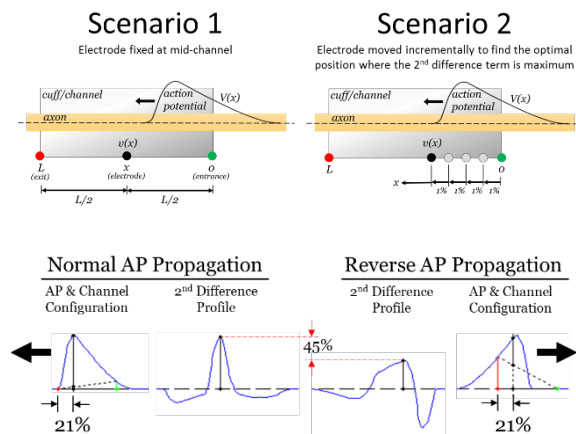 Scenario 1
Electrode fixed at mid-channel
cuff/channel
action
potential
V(x)
axon
v(x)
L
(exit)
x
(electrode)
0
(entrance)
L/2
L/2
Scenario 2
Electrode moved incrementally to find the optimal
position where the 2nd difference term is maximum
cuff/channel
action
potential
V(x)
axon
v(x)
L
0
x
1% 1% 1% 1%
Normal AP Propagation
AP & Channel
Configuration
2nd Difference
Profile
21%
45%
Reverse AP Propagation
2nd Difference
Profile
AP & Channel
Configuration
21%